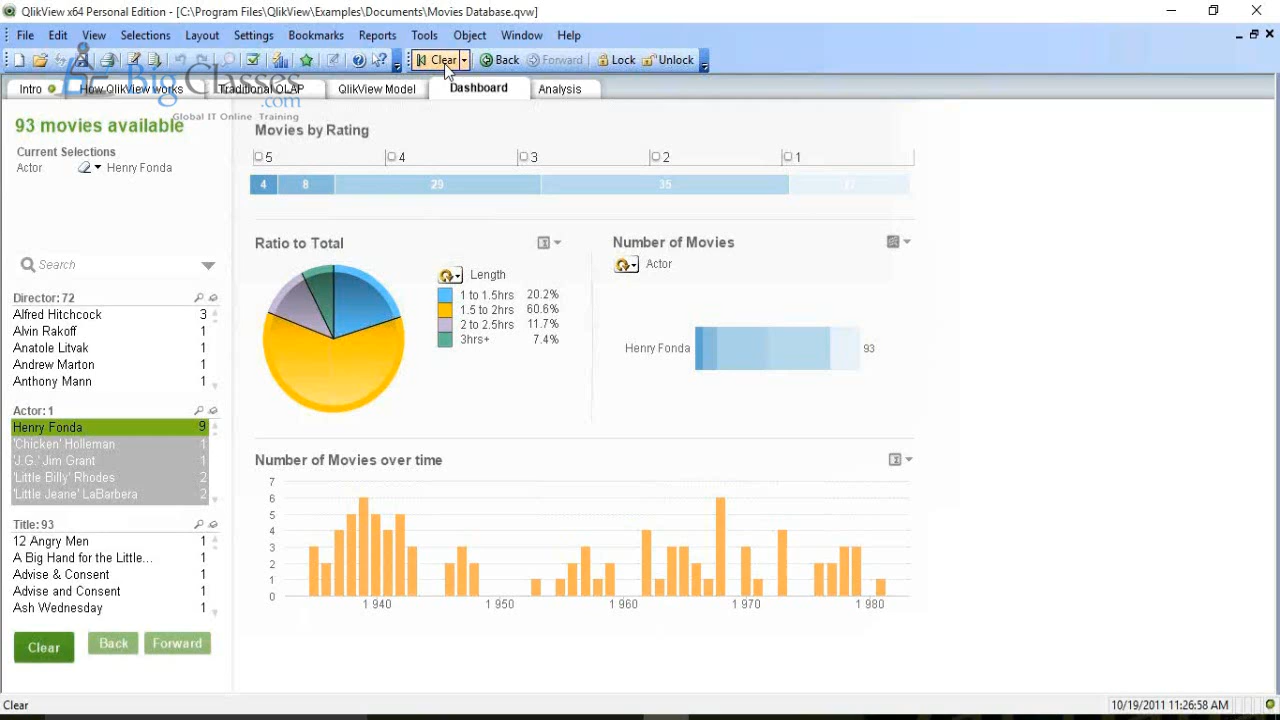 QlikView x64 Personal Edition - [C:\Program Files\QlikView\Examples\Documents\Movies Database.qvw]
File Edit View Selections Layout Settings Bookmarks Reports Tools Object Window Help
Clear Back Forward Lock Unlock
BigClasses
.com
Global IT Online Training
Intro How QlikView works Traditional OLAP QlikView Model Dashboard Analysis
93 movies available
Current Selections
Actor Henry Fonda
Search
Director: 72
Alfred Hitchcock 3
Alvin Rakoff 1
Anatole Litvak 1
Andrew Marton 1
Anthony Mann 1
Actor: 1
Henry Fonda 9
'Chicken' Holleman 1
'J.G.' Jim Grant 1
'Little Billy' Rhodes 2
'Little Jeane' LaBarbera 2
Title: 93
12 Angry Men 1
A Big Hand for the Little... 1
Advise & Consent 1
Advise and Consent 1
Ash Wednesday 1
Clear Back Forward
Movies by Rating
5 4 3 2 1
4 8 29 35 17
Ratio to Total
Length
1 to 1.5hrs 20.2%
1.5 to 2hrs 60.6%
2 to 2.5hrs 11.7%
3hrs+ 7.4%
Number of Movies
Actor
Henry Fonda 93
Number of Movies over time
7
6
5
4
3
2
1
0
1 940 1 950 1 960 1 970 1 980
Clear 10/19/2011 11:26:58 AM